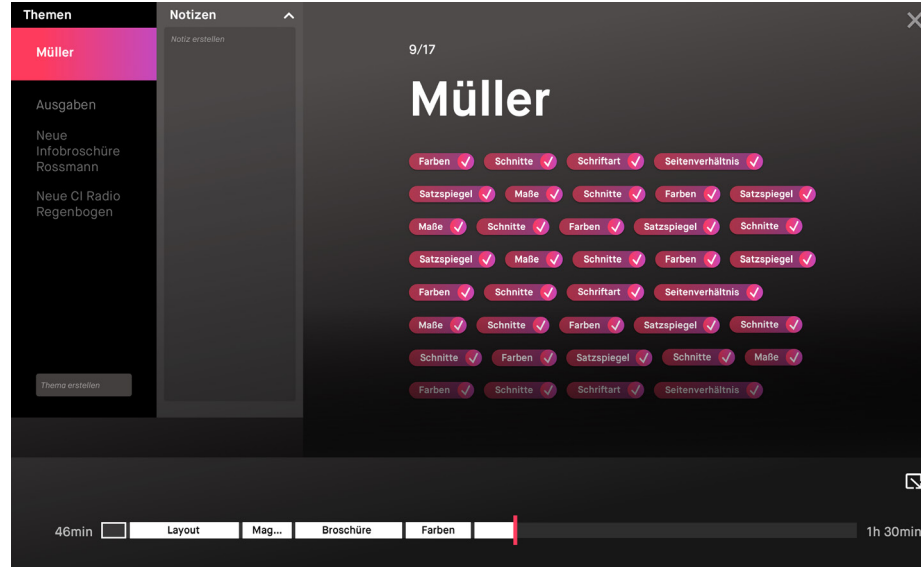 Themen
Notizen
Müller
Notiz erstellen
Ausgaben
Neue
Infobroschüre
Rossmann
Neue CI Radio
Regenbogen
Thema erstellen
9/17
Müller
Farben Schnitte Schriftart Seitenverhältnis
Satzspiegel Maße Schnitte Farben Satzspiegel
Maße Schnitte Farben Satzspiegel Schnitte
Satzspiegel Maße Schnitte Farben Satzspiegel
Farben Schnitte Schriftart Seitenverhältnis
Maße Schnitte Farben Satzspiegel Schnitte
Schnitte Farben Satzspiegel Schnitte Maße
Farben Schnitte Schriftart Seitenverhältnis
46min Layout Mag... Broschüre Farben 1h 30min